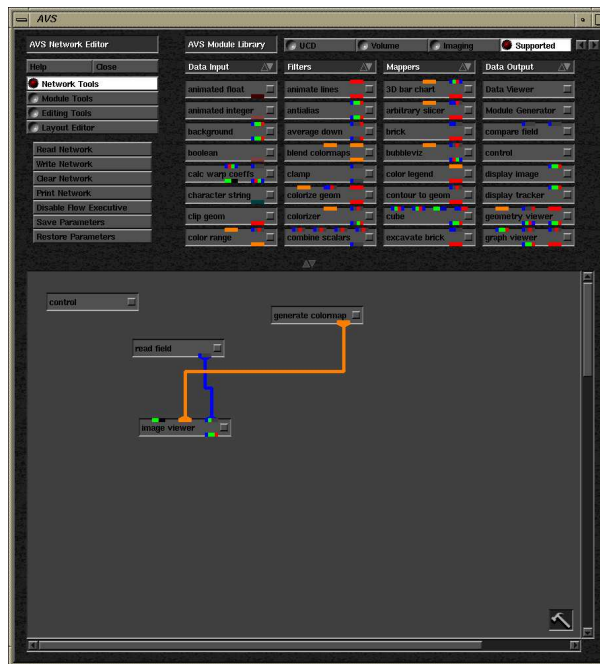 AVS
AVS Network Editor
AVS Module Library
UCD
Volume
Imaging
Supported
Help
Close
Data Input
Filters
Mappers
Data Output
Network Tools
Module Tools
Editing Tools
Layout Editor
Read Network
Write Network
Clear Network
Print Network
Disable Flow Executive
Save Parameters
Restore Parameters
animated float
animate lines
3D bar chart
Data Viewer
animated integer
antialias
arbitrary slicer
Module Generator
background
average down
brick
compare field
boolean
blend colormaps
bubbleviz
control
calc warp coeffs
clamp
color legend
display image
character string
colorize geom
contour to geom
display tracker
clip geom
colorizer
cube
geometry viewer
color range
combine scalars
excavate brick
graph viewer
control
generate colormap
read field
image viewer